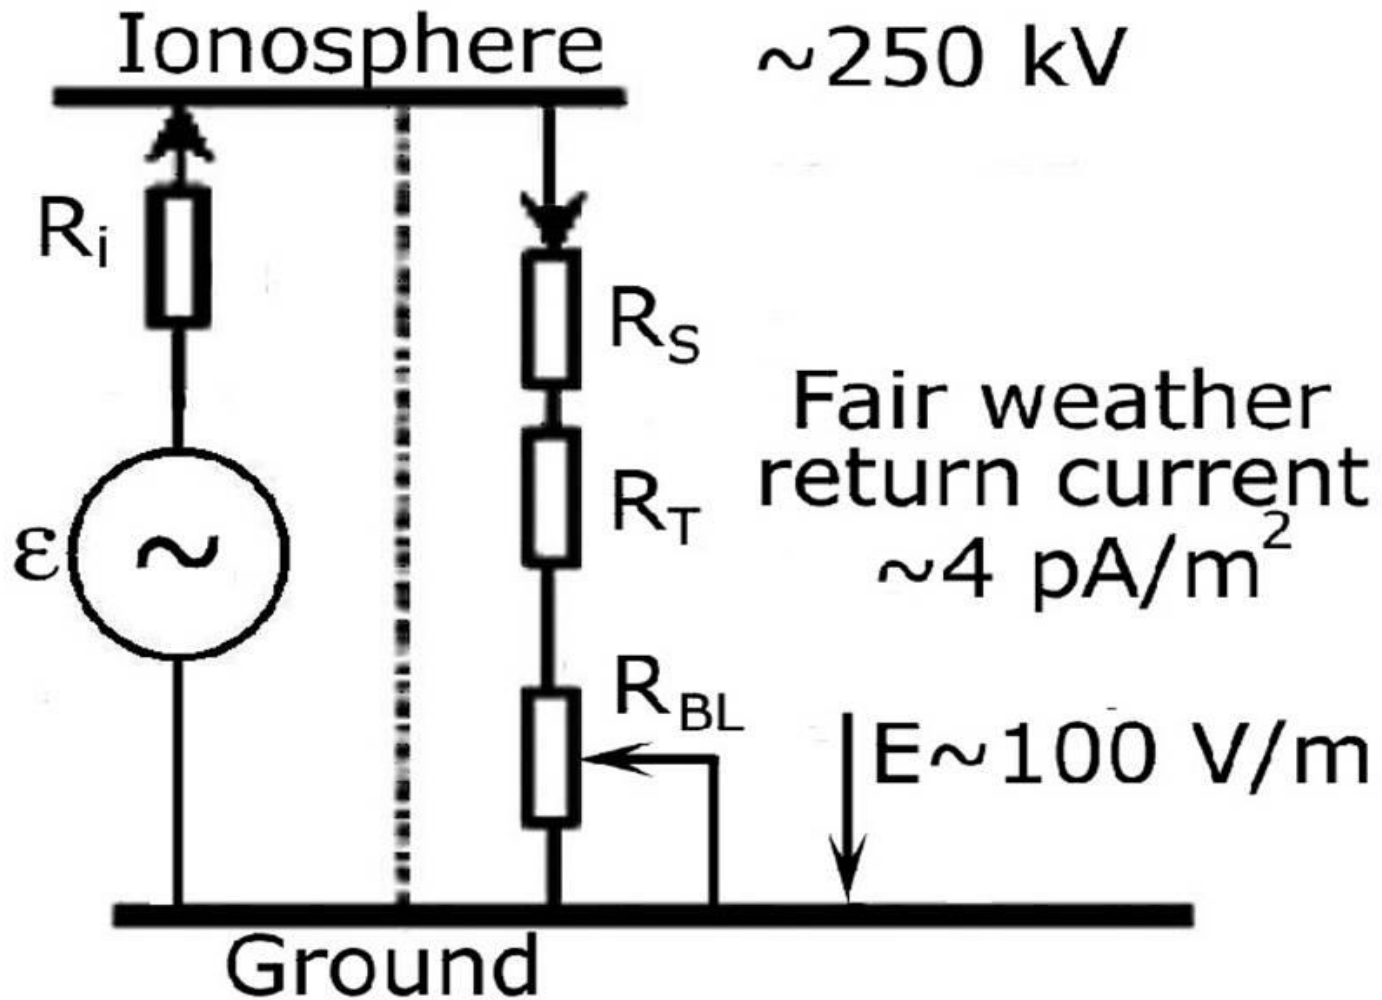 Ionosphere
~250 kV
Ri
RS
Fair weather
return current
~4 pA/m²
RT
ε
~
RBL
E~100 V/m
Ground